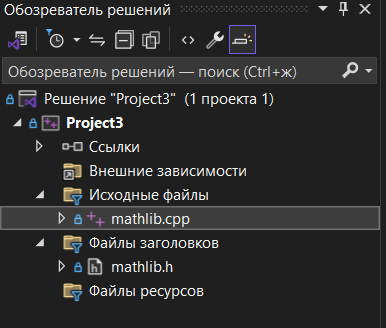 Обозреватель решений
Обозреватель решений — поиск (Ctrl+ж)
Решение "Project3" (1 проекта 1)
Project3
Ссылки
Внешние зависимости
Исходные файлы
mathlib.cpp
Файлы заголовков
mathlib.h
Файлы ресурсов